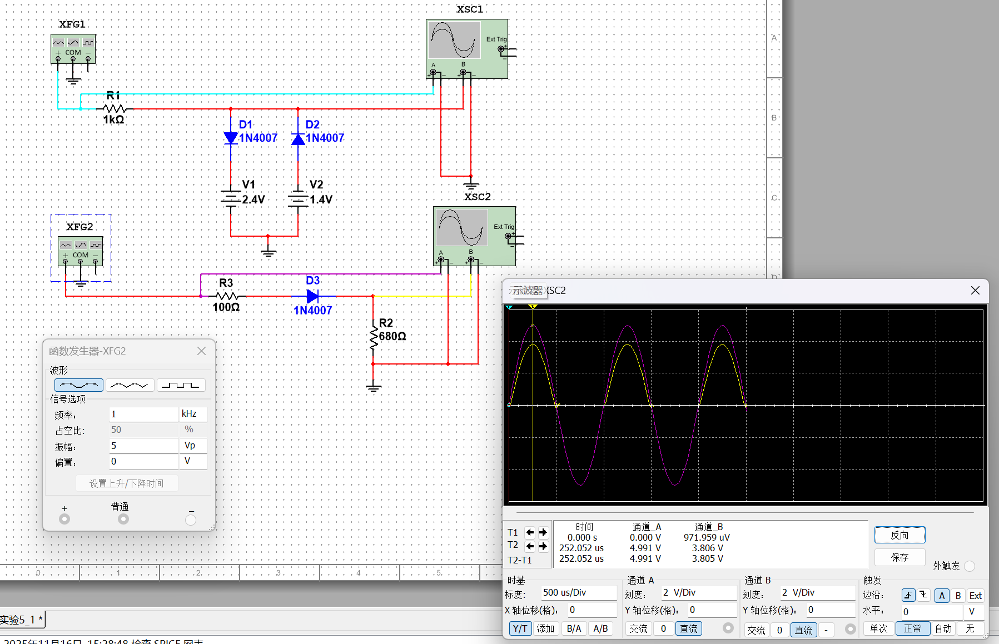 XSC1
XFG1
A
Ext Trig
+
COM
A
B
R1
1kΩ
B
D1
1N4007
D2
1N4007
V1
2.4V
V2
1.4V
XSC2
C
XFG2
Ext Trig
COM
A
B
D
R3
100Ω
D3
1N4007
R2
680Ω
示波器-XSC2
函数发生器-XFG2
波形
信号选项
频率: 1 kHz
占空比: 50 %
振幅: 5 Vp
偏置: 0 V
设置上升/下降时间
+ 普通 −
时间 通道_A 通道_B
T1 0.000 s 0.000 V 971.959 uV
T2 252.052 us 4.991 V 3.806 V
T2-T1 252.052 us 4.991 V 3.805 V
反向
保存
外触发
0 1 2 3 4 5
时基
标度: 500 us/Div
X 轴位移(格): 0
Y/T 添加 B/A A/B
通道 A
刻度: 2 V/Div
Y 轴位移(格): 0
交流 0 直流
通道 B
刻度: 2 V/Div
Y 轴位移(格): 0
交流 0 直流 -
触发
边沿: A B Ext
水平: 0 V
单次 正常 自动 无
实验5_1 *
2025年11月16日, 15:28:48 检查 SPICE 网表